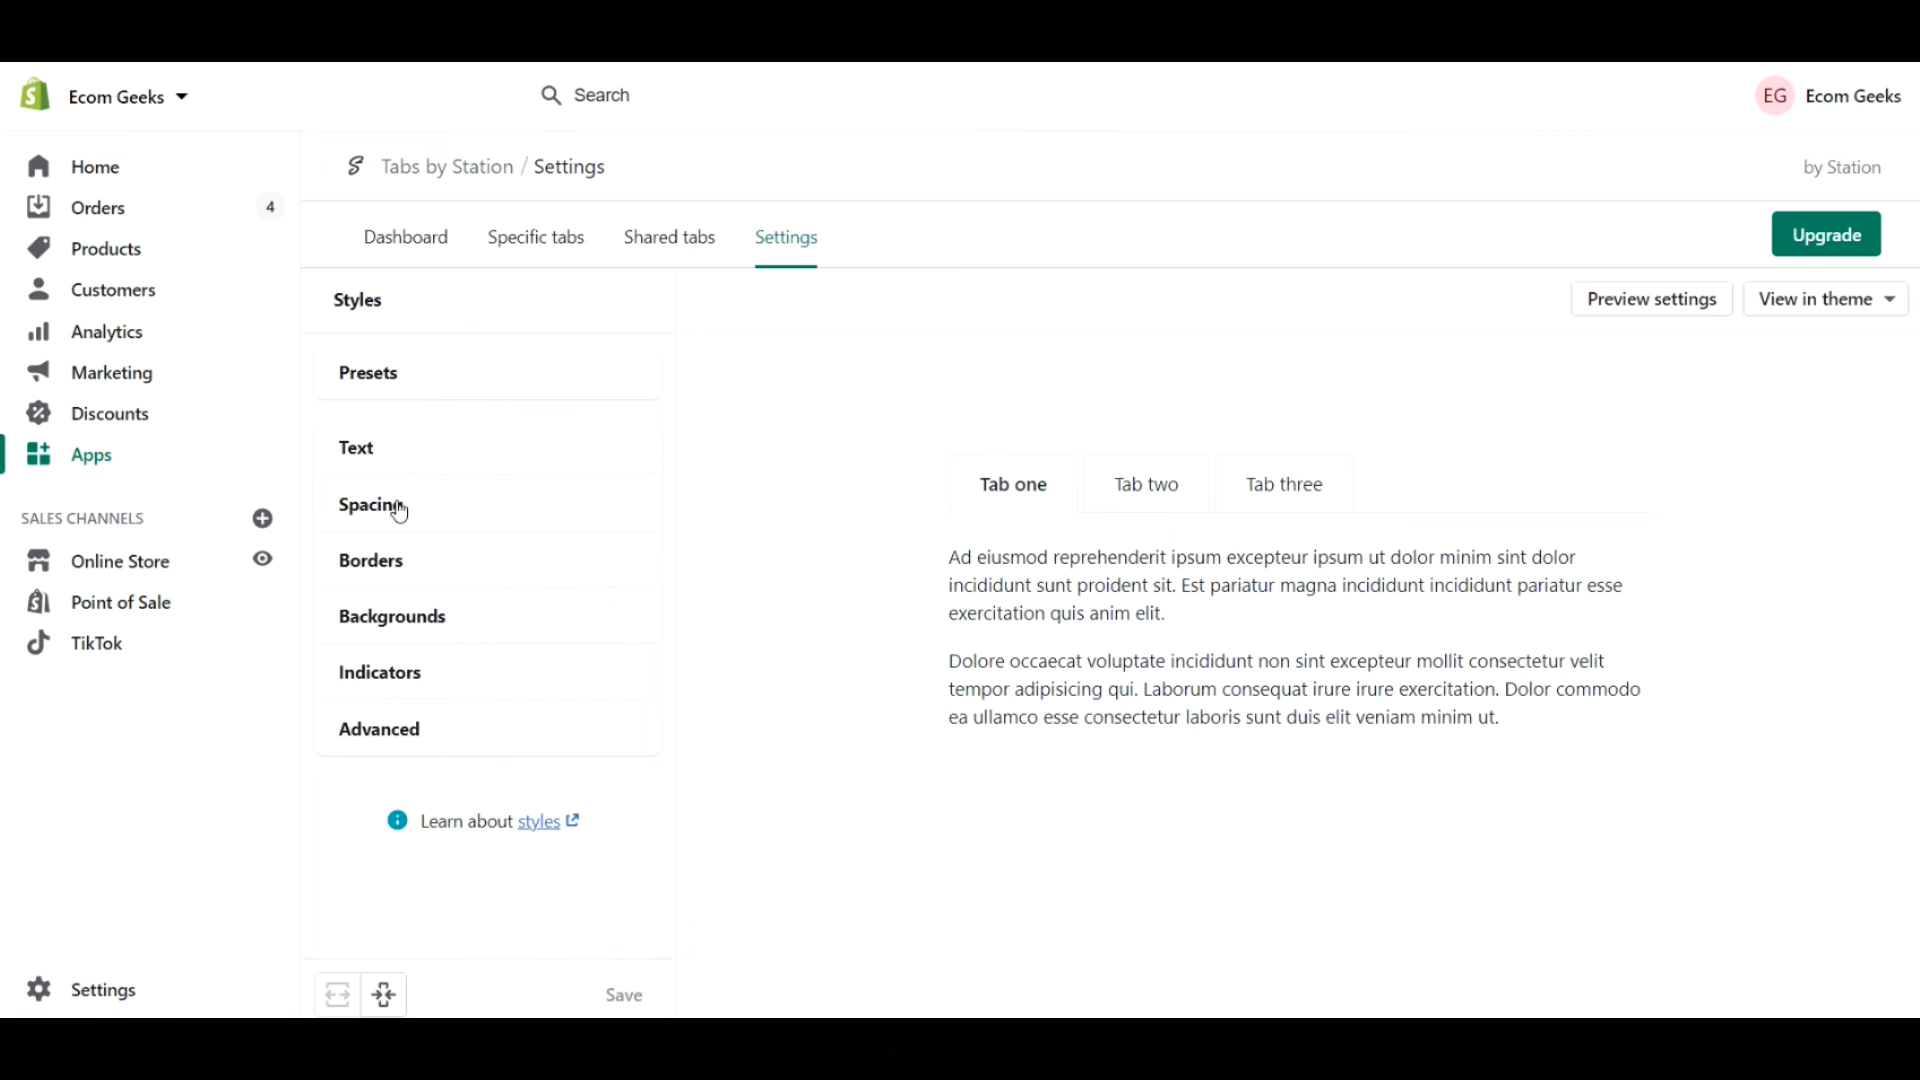 Ecom Geeks
Search
EG Ecom Geeks
Home
Orders 4
Products
Customers
Analytics
Marketing
Discounts
Apps
SALES CHANNELS
Online Store
Point of Sale
TikTok
Settings
Tabs by Station / Settings
by Station
Dashboard Specific tabs Shared tabs Settings
Upgrade
Styles
Presets
Text
Spacing
Borders
Backgrounds
Indicators
Advanced
Learn about styles
Save
Preview settings View in theme
Tab one Tab two Tab three
Ad eiusmod reprehenderit ipsum excepteur ipsum ut dolor minim sint dolor
incididunt sunt proident sit. Est pariatur magna incididunt incididunt pariatur esse
exercitation quis anim elit.
Dolore occaecat voluptate incididunt non sint excepteur mollit consectetur velit
tempor adipisicing qui. Laborum consequat irure irure exercitation. Dolor commodo
ea ullamco esse consectetur laboris sunt duis elit veniam minim ut.